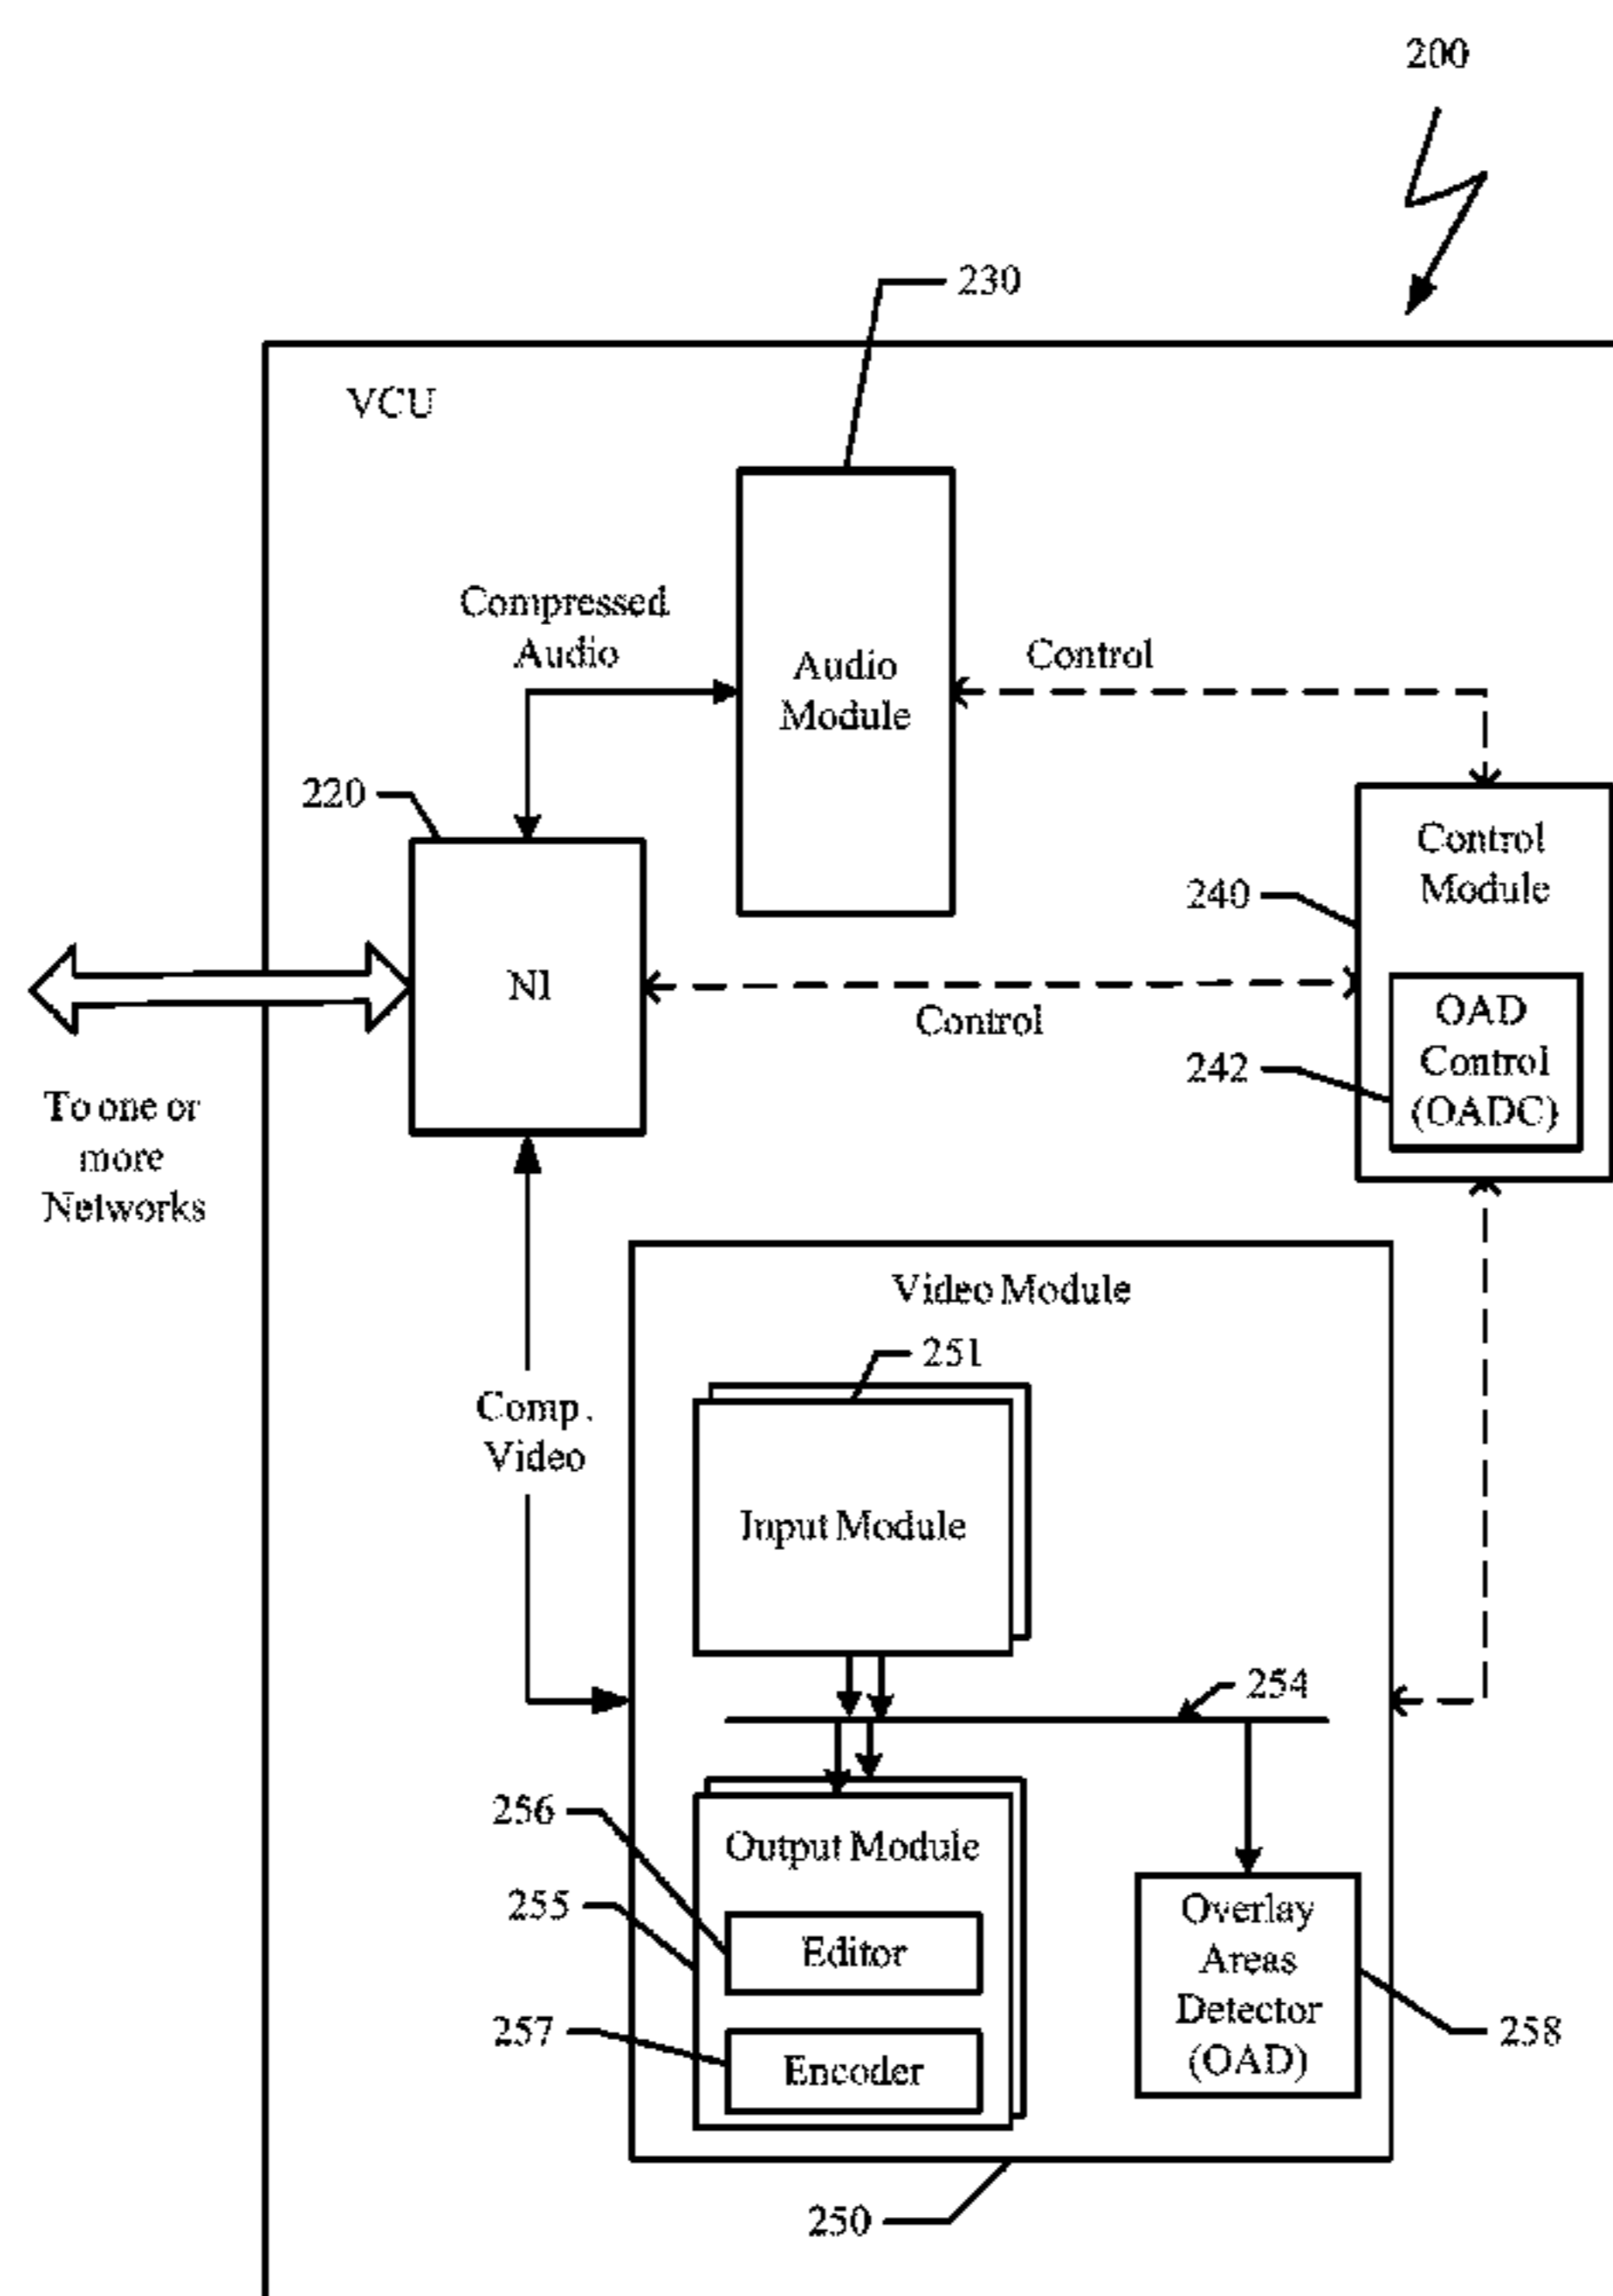 200
230
VCU
Compressed
Audio
Audio
Module
Control
220
Control
Module
240
NI
Control
OAD
Control
(OADC)
242
To one or
more
Networks
Video Module
251
Comp.
Video
Input Module
254
256
Output Module
255
Editor
Overlay
Areas
Detector
(OAD)
257
Encoder
258
250